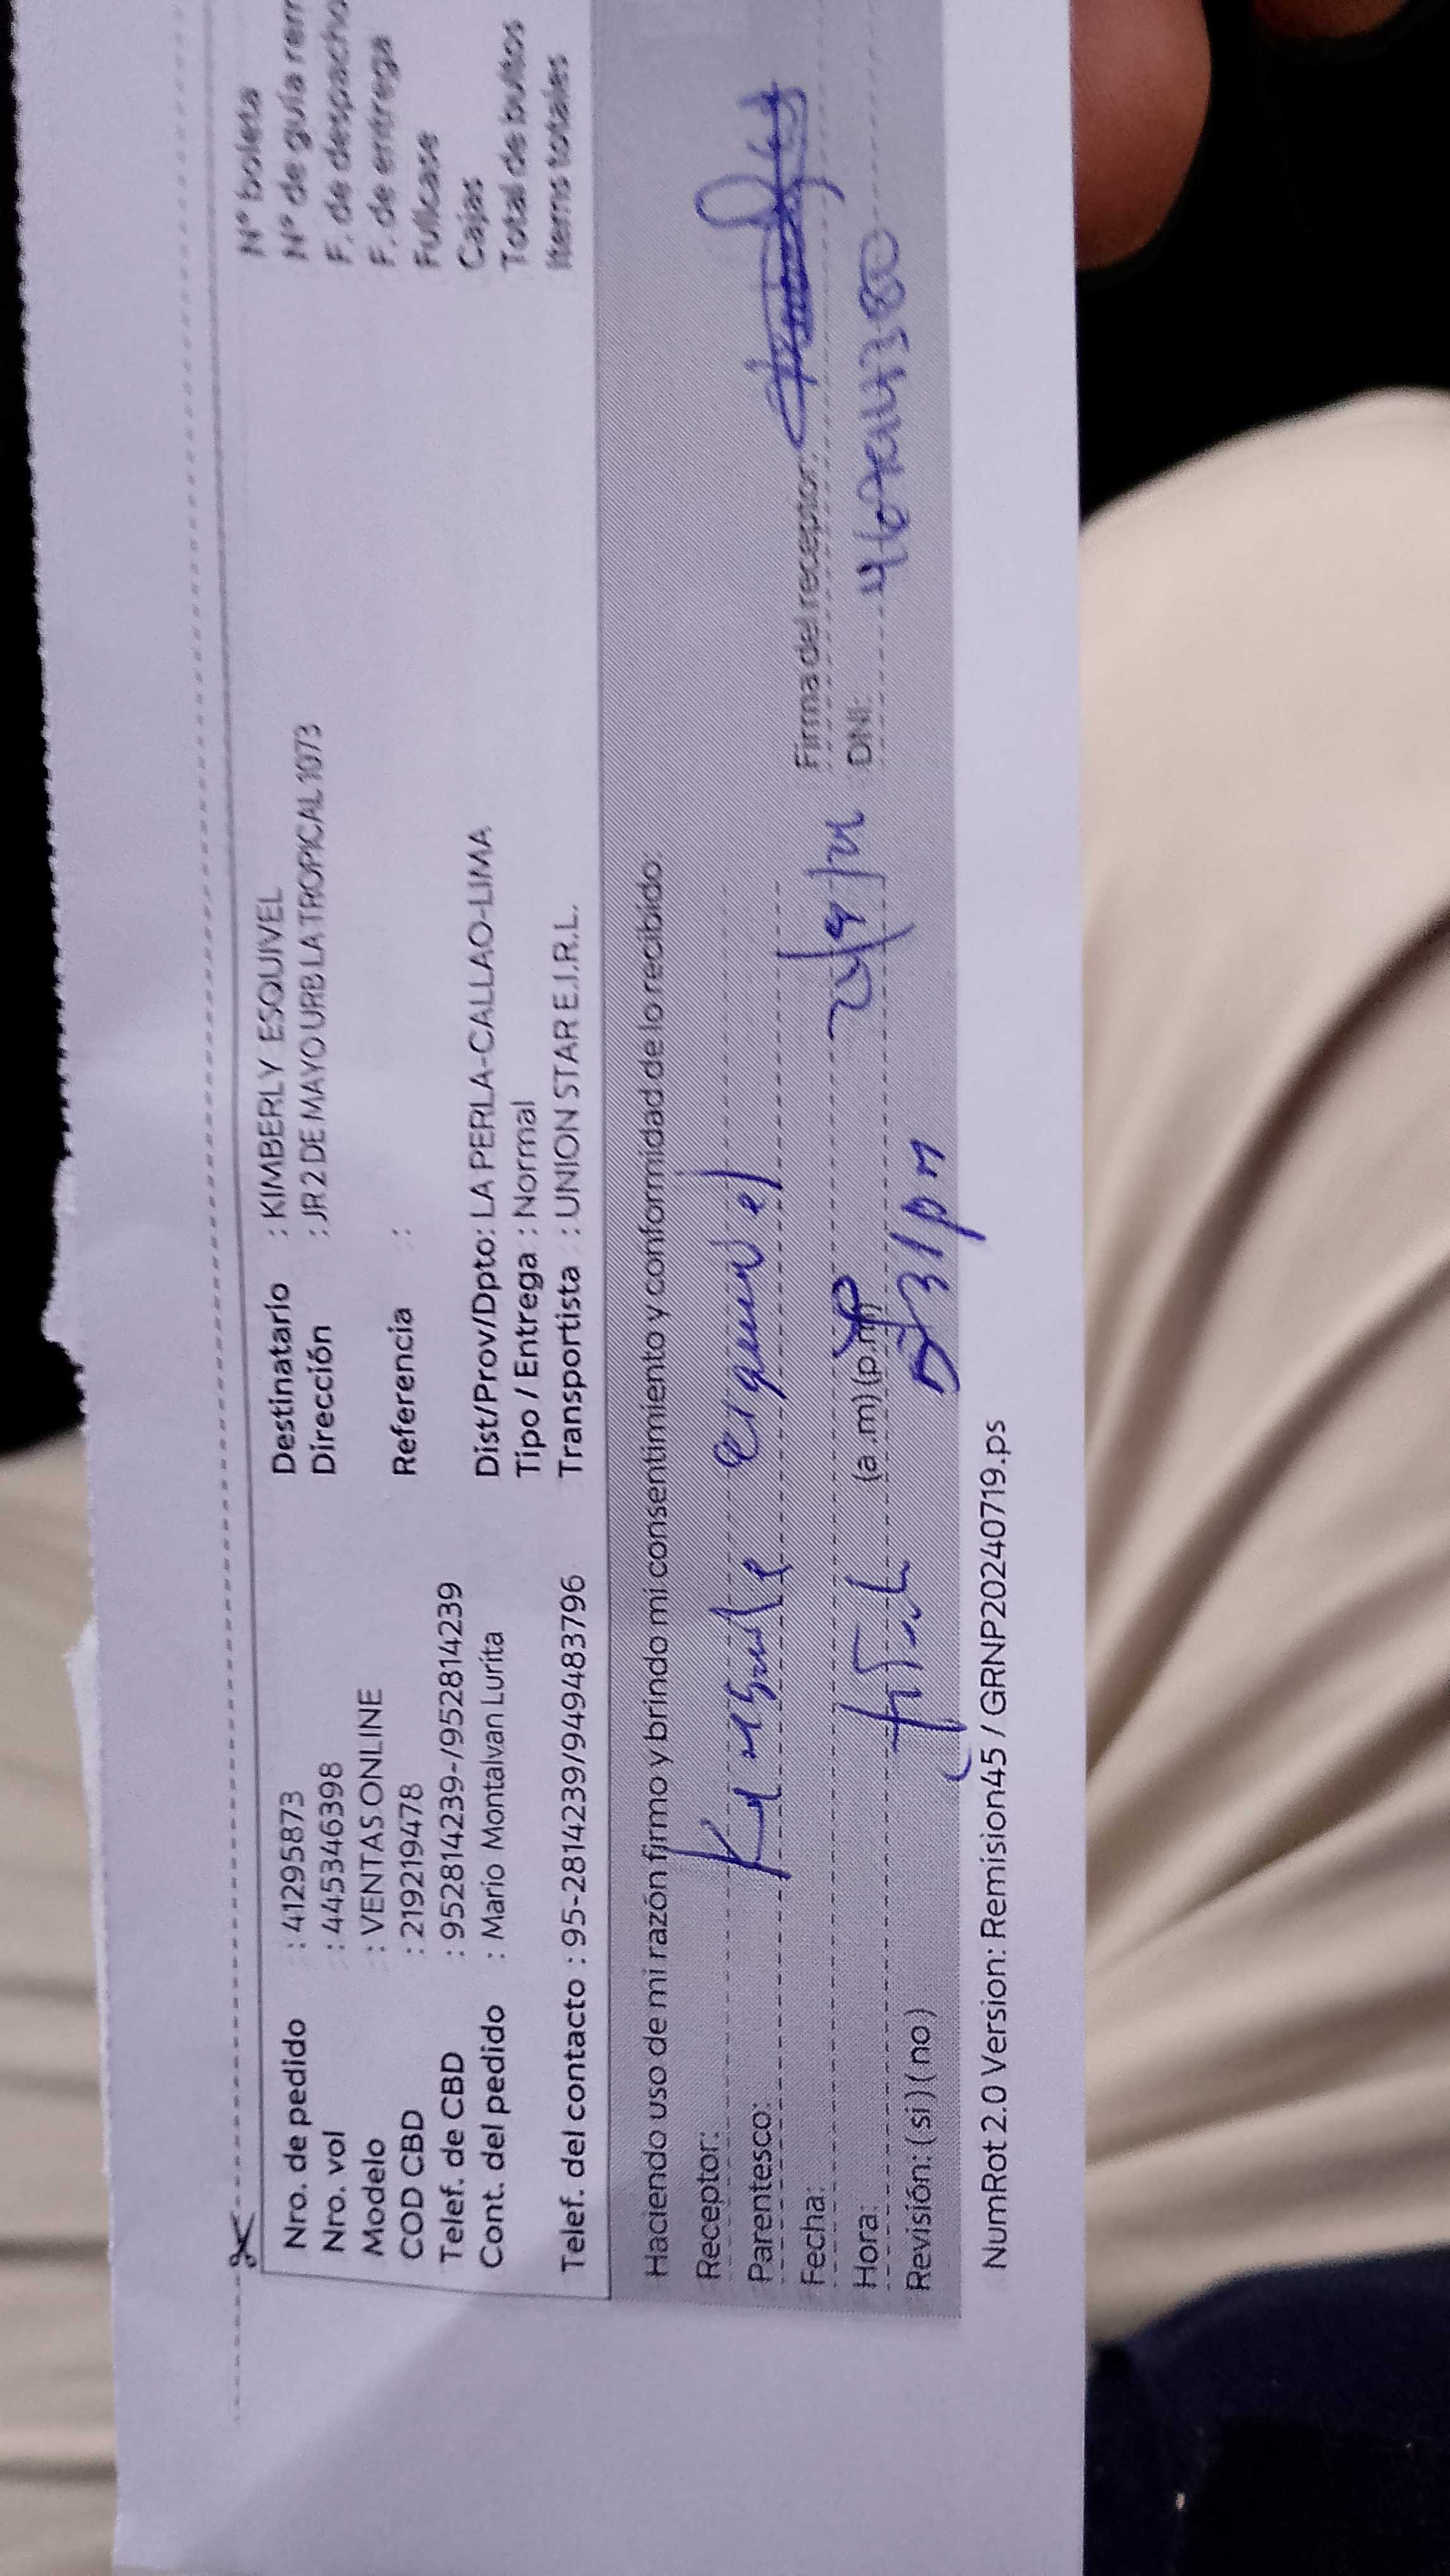 Nro. de pedido : 41295873
Nro. vol : 445346398
Modelo : VENTAS ONLINE
COD CBD : 219219478
Telef. de CBD : 952814239-/952814239
Cont. del pedido : Mario Montalvan Lurita
Telef. del contacto : 95-2814239/949483796
Destinatario : KIMBERLY ESQUIVEL
Dirección : JR 2 DE MAYO URB LA TROPICAL 1073
Referencia : :
Dist/Prov/Dpto: LA PERLA-CALLAO-LIMA
Tipo / Entrega : Normal
Transportista : UNION STAR E.I.R.L.
N° boleta
N° de guía rem
F. de despacho
F. de entrega
Fullcase
Cajas
Total de bultos
Items totales
Haciendo uso de mi razón firmo y brindo mi consentimiento y conformidad de lo recibido:
Receptor: esquivel
Parentesco:
Fecha: Firma del receptor:
Hora: (a.m)(p.m) DNI:
Revisión: ( si ) ( no )
NumRot 2.0 Version: Remision45 / GRNP20240719.ps